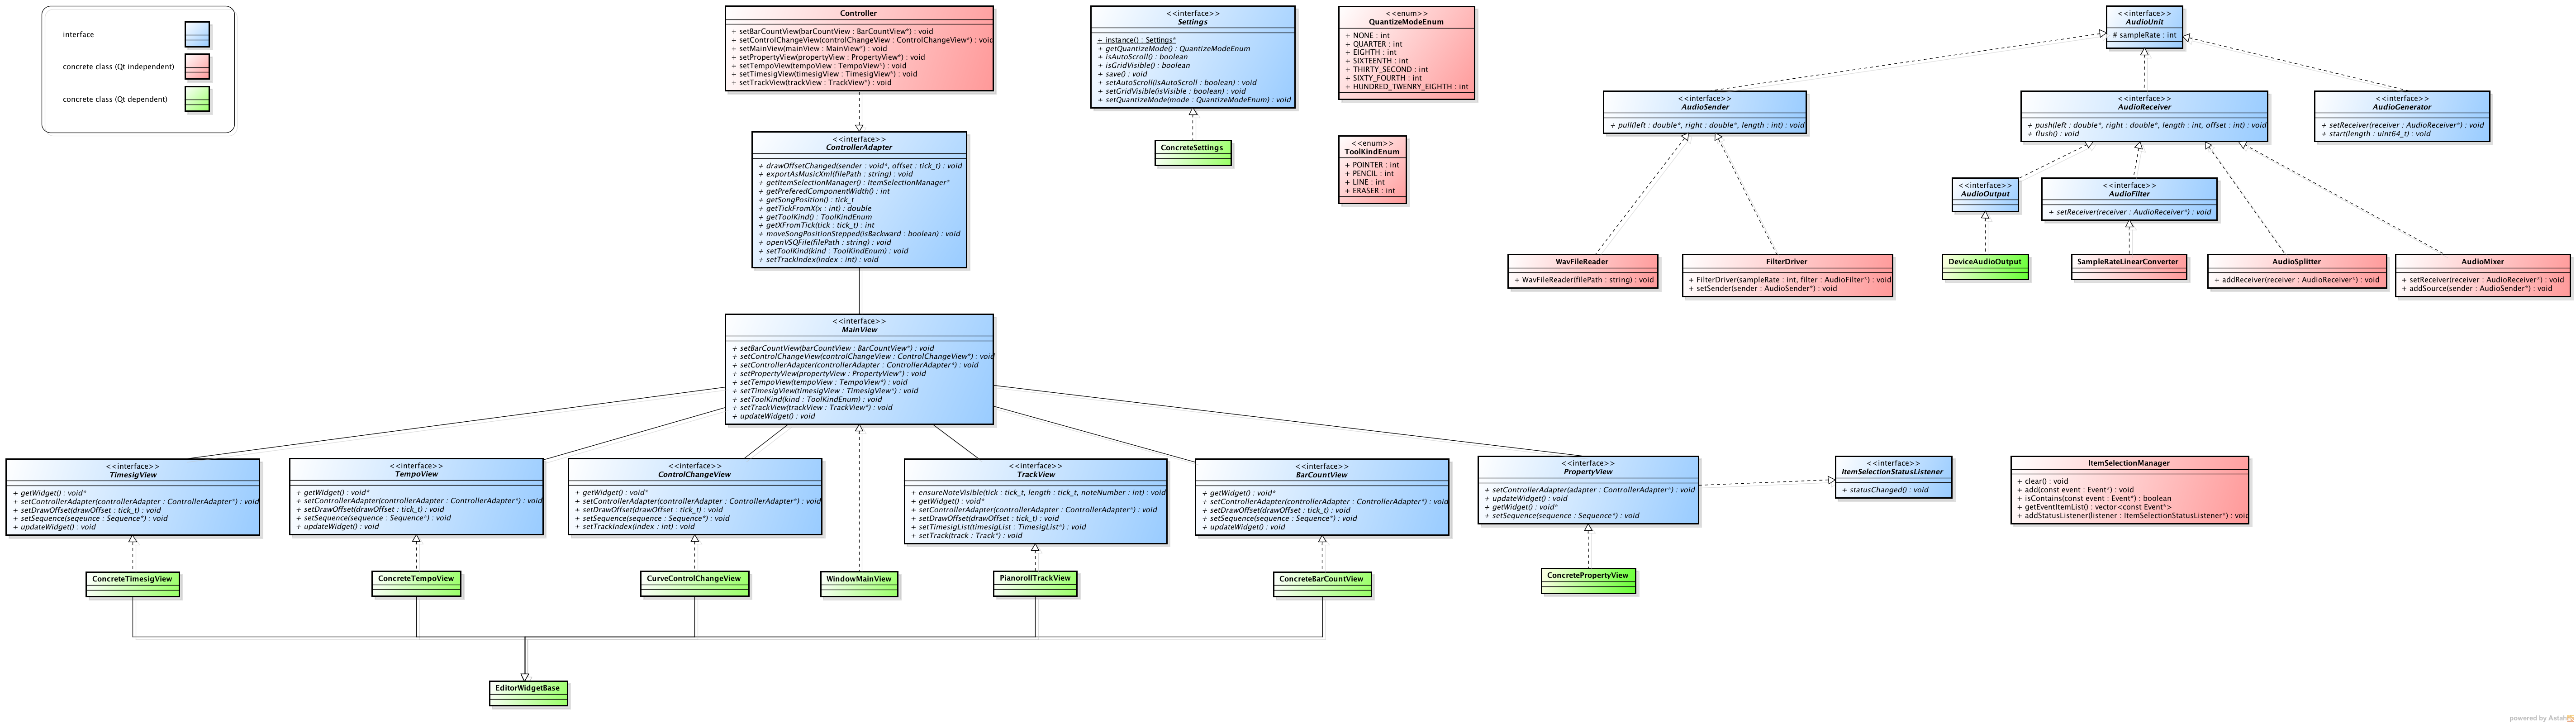 interface
concrete class (Qt independent)
concrete class (Qt dependent)
Controller
+ setBarCountView(barCountView : BarCountView*) : void
+ setControlChangeView(controlChangeView : ControlChangeView*) : void
+ setMainView(mainView : MainView*) : void
+ setPropertyView(propertyView : PropertyView*) : void
+ setTempoView(tempoView : TempoView*) : void
+ setTimesigView(timesigView : TimesigView*) : void
+ setTrackView(trackView : TrackView*) : void
<<interface>>
ControllerAdapter
+ drawOffsetChanged(sender : void*, offset : tick_t) : void
+ exportAsMusicXml(filePath : string) : void
+ getItemSelectionManager() : ItemSelectionManager*
+ getPreferedComponentWidth() : int
+ getSongPosition() : tick_t
+ getTickFromX(x : int) : double
+ getToolKind() : ToolKindEnum
+ getXFromTick(tick : tick_t) : int
+ moveSongPositionStepped(isBackward : boolean) : void
+ openVSQFile(filePath : string) : void
+ setToolKind(kind : ToolKindEnum) : void
+ setTrackIndex(index : int) : void
<<interface>>
MainView
+ setBarCountView(barCountView : BarCountView*) : void
+ setControlChangeView(controlChangeView : ControlChangeView*) : void
+ setControllerAdapter(controllerAdapter : ControllerAdapter*) : void
+ setPropertyView(propertyView : PropertyView*) : void
+ setTempoView(tempoView : TempoView*) : void
+ setTimesigView(timesigView : TimesigView*) : void
+ setToolKind(kind : ToolKindEnum) : void
+ setTrackView(trackView : TrackView*) : void
+ updateWidget() : void
<<interface>>
Settings
+ instance() : Settings*
+ getQuantizeMode() : QuantizeModeEnum
+ isAutoScroll() : boolean
+ isGridVisible() : boolean
+ save() : void
+ setAutoScroll(isAutoScroll : boolean) : void
+ setGridVisible(isVisible : boolean) : void
+ setQuantizeMode(mode : QuantizeModeEnum) : void
ConcreteSettings
<<enum>>
QuantizeModeEnum
+ NONE : int
+ QUARTER : int
+ EIGHTH : int
+ SIXTEENTH : int
+ THIRTY_SECOND : int
+ SIXTY_FOURTH : int
+ HUNDRED_TWENRY_EIGHTH : int
<<enum>>
ToolKindEnum
+ POINTER : int
+ PENCIL : int
+ LINE : int
+ ERASER : int
<<interface>>
AudioUnit
# sampleRate : int
<<interface>>
AudioSender
+ pull(left : double*, right : double*, length : int) : void
<<interface>>
AudioReceiver
+ push(left : double*, right : double*, length : int, offset : int) : void
+ flush() : void
<<interface>>
AudioGenerator
+ setReceiver(receiver : AudioReceiver*) : void
+ start(length : uint64_t) : void
<<interface>>
AudioOutput
<<interface>>
AudioFilter
+ setReceiver(receiver : AudioReceiver*) : void
WavFileReader
+ WavFileReader(filePath : string) : void
FilterDriver
+ FilterDriver(sampleRate : int, filter : AudioFilter*) : void
+ setSender(sender : AudioSender*) : void
DeviceAudioOutput
SampleRateLinearConverter
AudioSplitter
+ addReceiver(receiver : AudioReceiver*) : void
AudioMixer
+ setReceiver(receiver : AudioReceiver*) : void
+ addSource(sender : AudioSender*) : void
<<interface>>
TimesigView
+ getWidget() : void*
+ setControllerAdapter(controllerAdapter : ControllerAdapter*) : void
+ setDrawOffset(drawOffset : tick_t) : void
+ setSequence(seqeunce : Sequence*) : void
+ updateWidget() : void
<<interface>>
TempoView
+ getWIdget() : void*
+ setControllerAdapter(controllerAdapter : ControllerAdapter*) : void
+ setDrawOffset(drawOffset : tick_t) : void
+ setSequence(sequence : Sequence*) : void
+ updateWidget() : void
<<interface>>
ControlChangeView
+ getWidget() : void*
+ setControllerAdapter(controllerAdapter : ControllerAdapter*) : void
+ setDrawOffset(drawOffset : tick_t) : void
+ setSequence(sequence : Sequence*) : void
+ setTrackIndex(index : int) : void
<<interface>>
TrackView
+ ensureNoteVisible(tick : tick_t, length : tick_t, noteNumber : int) : void
+ getWidget() : void*
+ setControllerAdapter(controllerAdapter : ControllerAdapter*) : void
+ setDrawOffset(drawOffset : tick_t) : void
+ setTimesigList(timesigList : TimesigList*) : void
+ setTrack(track : Track*) : void
<<interface>>
BarCountView
+ getWidget() : void*
+ setControllerAdapter(controllerAdapter : ControllerAdapter*) : void
+ setDrawOffset(drawOffset : tick_t) : void
+ setSequence(sequence : Sequence*) : void
+ updateWidget() : void
<<interface>>
PropertyView
+ setControllerAdapter(adapter : ControllerAdapter*) : void
+ updateWidget() : void
+ getWidget() : void*
+ setSequence(sequence : Sequence*) : void
<<interface>>
ItemSelectionStatusListener
+ statusChanged() : void
ItemSelectionManager
+ clear() : void
+ add(const event : Event*) : void
+ isContains(const event : Event*) : boolean
+ getEventItemList() : vector<const Event*>
+ addStatusListener(listener : ItemSelectionStatusListener*) : void
ConcreteTimesigView
ConcreteTempoView
CurveControlChangeView
WindowMainView
PianorollTrackView
ConcreteBarCountView
ConcretePropertyView
EditorWidgetBase
powered by Astah